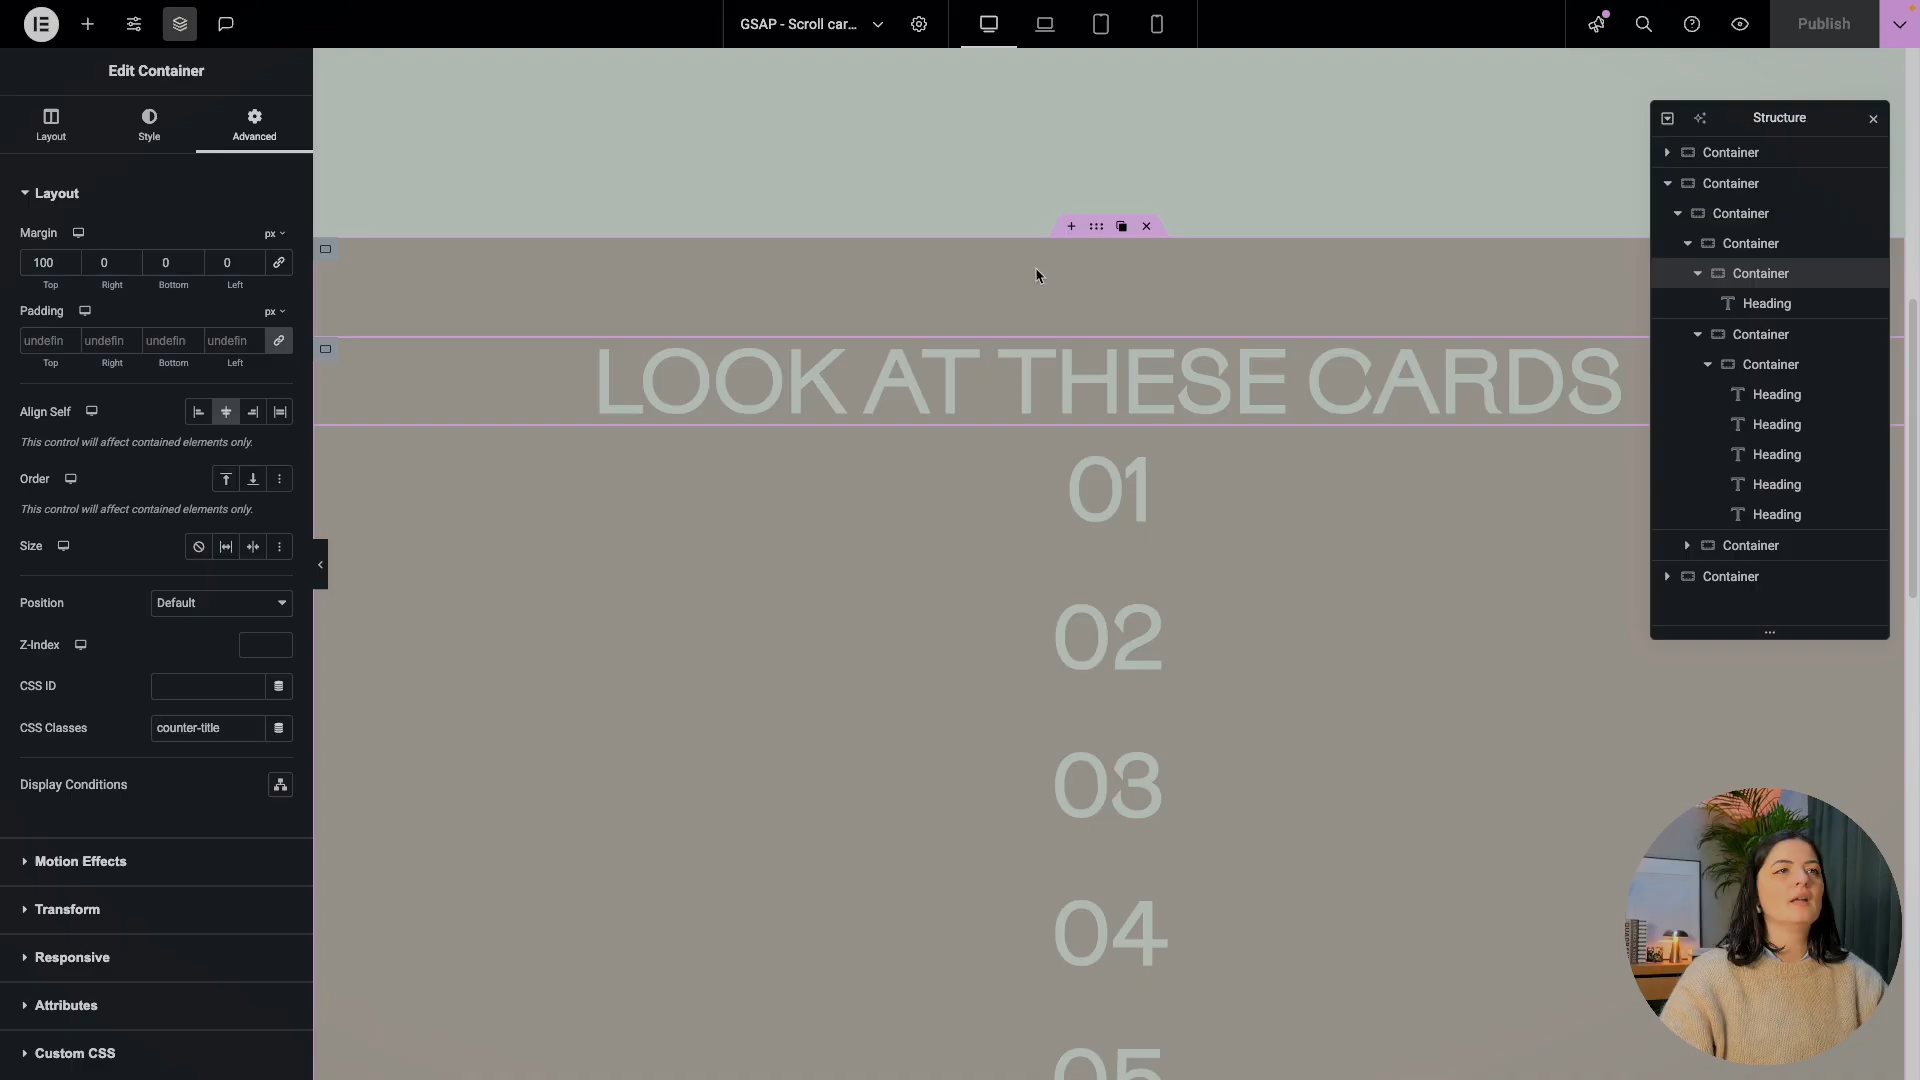 GSAP - Scroll car...
Publish
Edit Container
Layout
Style
Advanced
Layout
Margin
px
100
0
0
0
Top
Right
Bottom
Left
Padding
px
undefin
undefin
undefin
undefin
Top
Right
Bottom
Left
Align Self
This control will affect contained elements only.
Order
This control will affect contained elements only.
Size
Position
Default
Z-Index
CSS ID
CSS Classes
counter-title
Display Conditions
Motion Effects
Transform
Responsive
Attributes
Custom CSS
LOOK AT THESE CARDS
01
02
03
04
05
Structure
Container
Container
Container
Container
Container
Heading
Container
Container
Heading
Heading
Heading
Heading
Heading
Container
Container